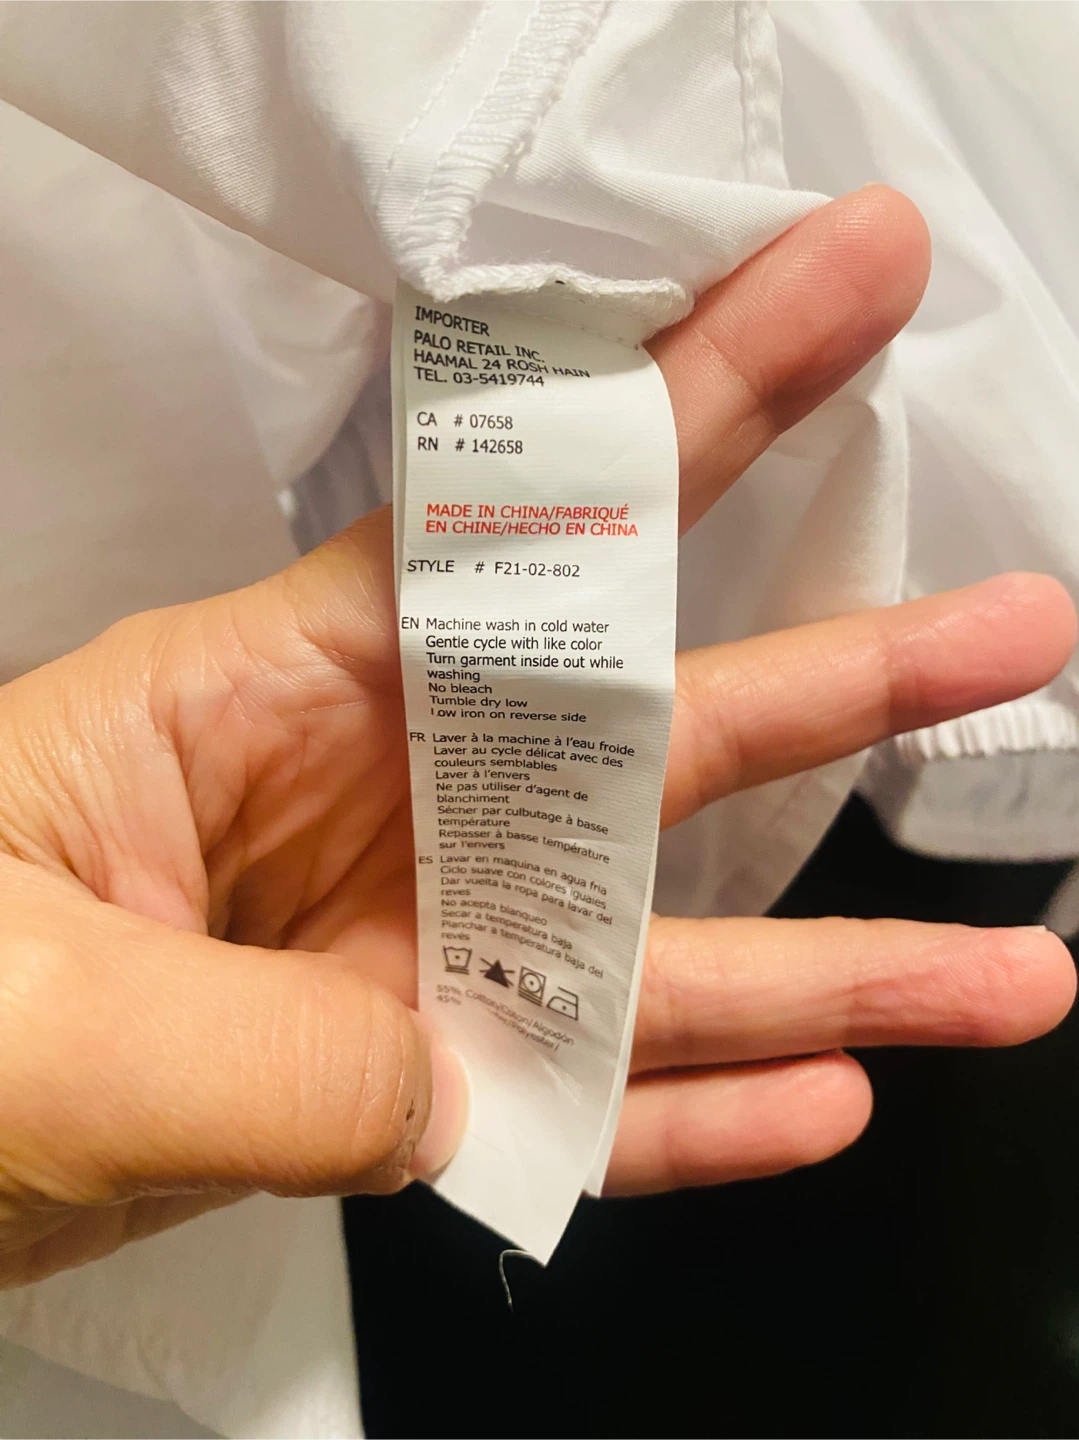 IMPORTER
PALO RETAIL INC.
HAAMAL 24 ROSH HAIN
TEL. 03-5419744
CA # 07658
RN # 142658
MADE IN CHINA/FABRIQUÉ
EN CHINE/HECHO EN CHINA
STYLE # F21-02-802
EN Machine wash in cold water
Gentle cycle with like color
Turn garment inside out while
washing
No bleach
Tumble dry low
Low iron on reverse side
FR Laver à la machine à l'eau froide
Laver au cycle délicat avec des
couleurs semblables
Laver à l'envers
Ne pas utiliser d'agent de
blanchiment
Sécher par culbutage à basse
température
Repasser à basse température
sur l'envers
ES Lavar en maquina en agua fria
Ciclo suave con colores iguales
Dar vuelta la ropa para lavar del
reves
No acepta blanqueo
Secar a temperatura baja
Planchar a temperatura baja del
revés
55% Cotton/Coton/Algodón
45%